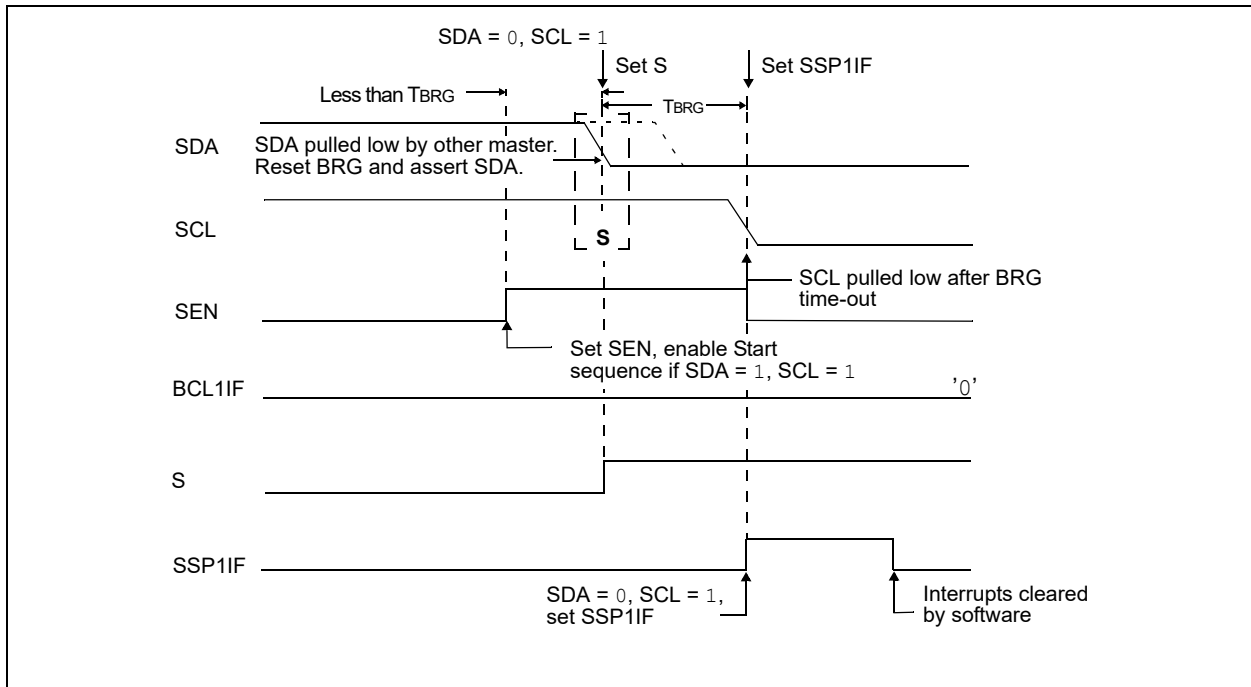 SDA = 0, SCL = 1
Set S
Set SSP1IF
Less than TBRG
TBRG
SDA
SDA pulled low by other master.
Reset BRG and assert SDA.
SCL
S
SCL pulled low after BRG
time-out
SEN
Set SEN, enable Start
sequence if SDA = 1, SCL = 1
BCL1IF
'0'
S
SSP1IF
SDA = 0, SCL = 1,
set SSP1IF
Interrupts cleared
by software